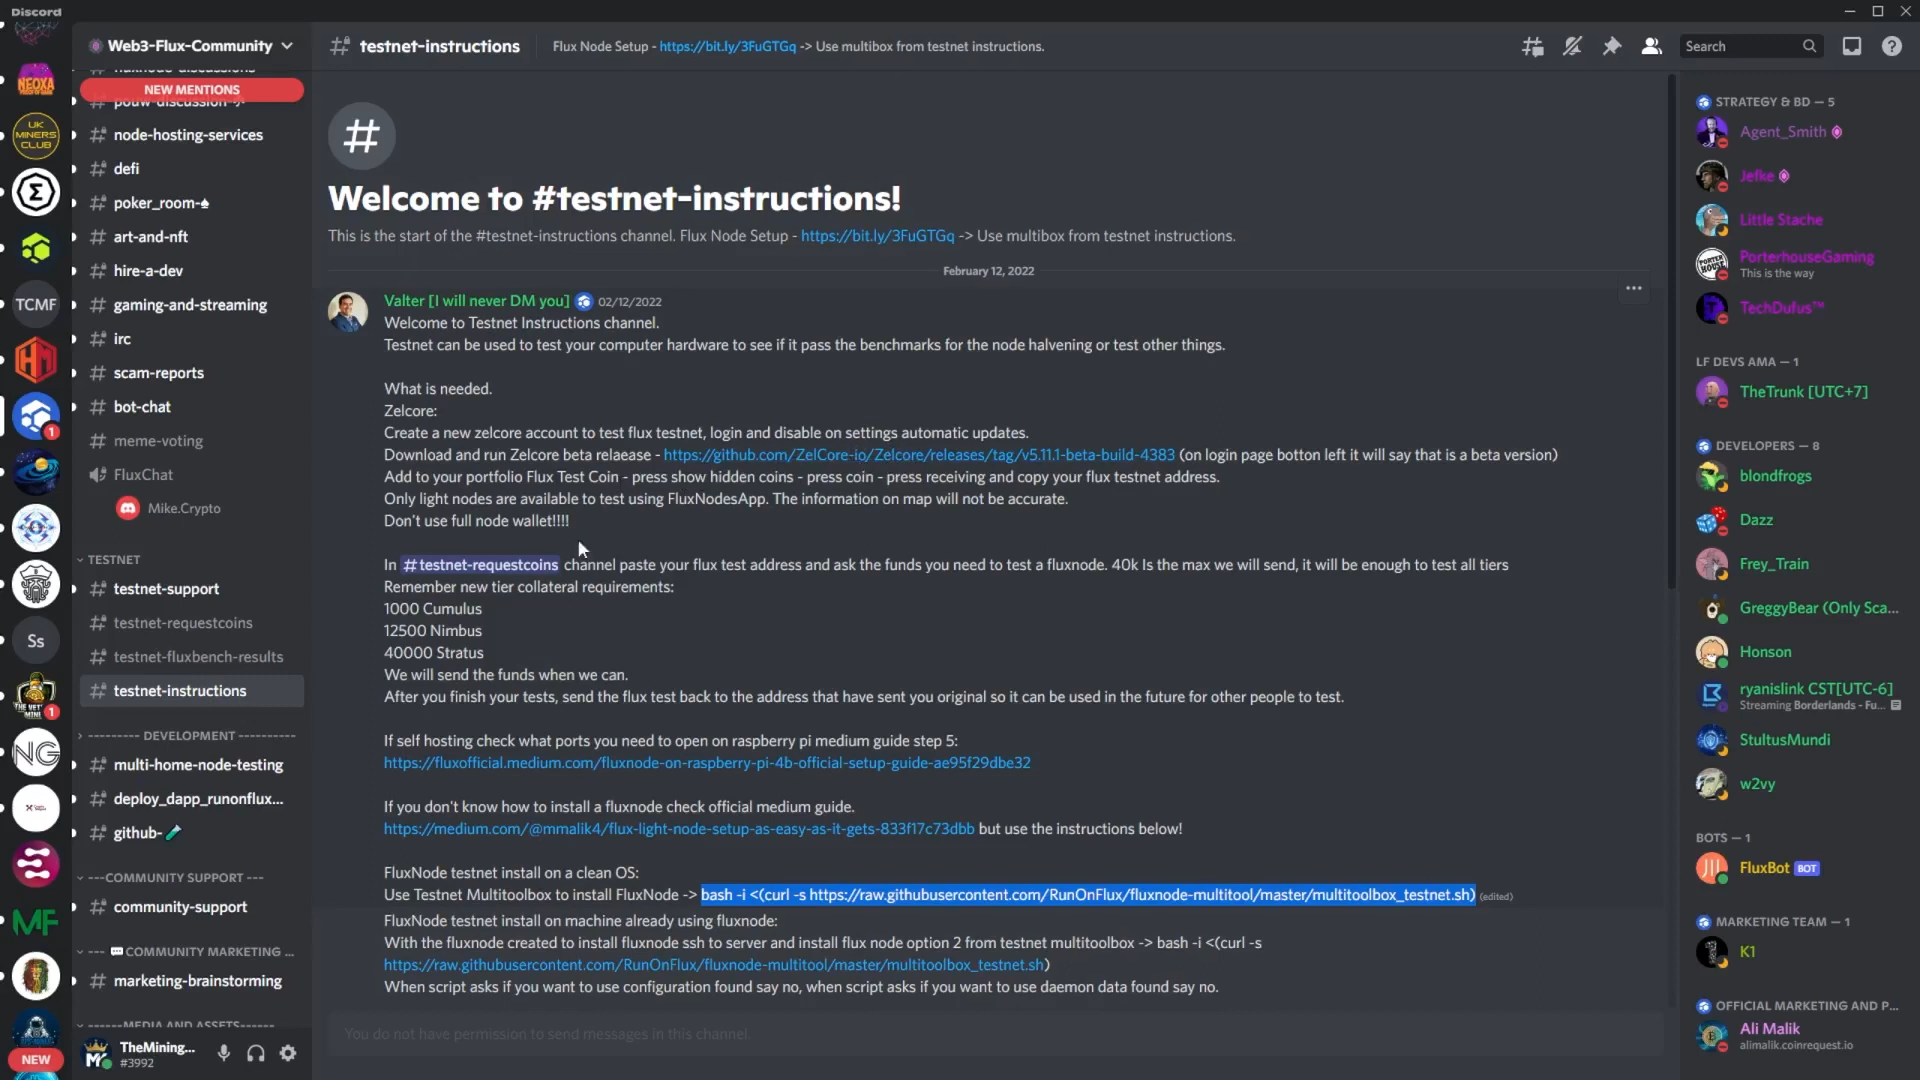 Discord
Web3-Flux-Community
testnet-instructions
Flux Node Setup - https://bit.ly/3FuGTGq -> Use multibox from testnet instructions.
Search
fluxnode-discussions
NEW MENTIONS
pouw-discussion
node-hosting-services
defi
poker_room-♠
art-and-nft
hire-a-dev
gaming-and-streaming
irc
scam-reports
bot-chat
meme-voting
FluxChat
Mike.Crypto
TESTNET
testnet-support
testnet-requestcoins
testnet-fluxbench-results
testnet-instructions
--------- DEVELOPMENT ----------
multi-home-node-testing
deploy_dapp_runonflux...
github-🧪
---COMMUNITY SUPPORT ---
community-support
--- 💬COMMUNITY MARKETING ...
marketing-brainstorming
------MEDIA AND ASSETS------
TheMining...
#3992
NEOXA
UK
MINERS
CLUB
TCMF
HM
1
Ss
1
NG
MF
NEW
#
Welcome to #testnet-instructions!
This is the start of the #testnet-instructions channel. Flux Node Setup - https://bit.ly/3FuGTGq -> Use multibox from testnet instructions.
February 12, 2022
Valter [I will never DM you] 02/12/2022
Welcome to Testnet Instructions channel.
Testnet can be used to test your computer hardware to see if it pass the benchmarks for the node halvening or test other things.
What is needed.
Zelcore:
Create a new zelcore account to test flux testnet, login and disable on settings automatic updates.
Download and run Zelcore beta relaease - https://github.com/ZelCore-io/Zelcore/releases/tag/v5.11.1-beta-build-4383 (on login page botton left it will say that is a beta version)
Add to your portfolio Flux Test Coin - press show hidden coins - press coin - press receiving and copy your flux testnet address.
Only light nodes are available to test using FluxNodesApp. The information on map will not be accurate.
Don't use full node wallet!!!!
In #testnet-requestcoins channel paste your flux test address and ask the funds you need to test a fluxnode. 40k Is the max we will send, it will be enough to test all tiers
Remember new tier collateral requirements:
1000 Cumulus
12500 Nimbus
40000 Stratus
We will send the funds when we can.
After you finish your tests, send the flux test back to the address that have sent you original so it can be used in the future for other people to test.
If self hosting check what ports you need to open on raspberry pi medium guide step 5:
https://fluxofficial.medium.com/fluxnode-on-raspberry-pi-4b-official-setup-guide-ae95f29dbe32
If you don't know how to install a fluxnode check official medium guide.
https://medium.com/@mmalik4/flux-light-node-setup-as-easy-as-it-gets-833f17c73dbb but use the instructions below!
FluxNode testnet install on a clean OS:
Use Testnet Multitoolbox to install FluxNode -> bash -i <(curl -s https://raw.githubusercontent.com/RunOnFlux/fluxnode-multitool/master/multitoolbox_testnet.sh) (edited)
FluxNode testnet install on machine already using fluxnode:
With the fluxnode created to install fluxnode ssh to server and install flux node option 2 from testnet multitoolbox -> bash -i <(curl -s
https://raw.githubusercontent.com/RunOnFlux/fluxnode-multitool/master/multitoolbox_testnet.sh)
When script asks if you want to use configuration found say no, when script asks if you want to use daemon data found say no.
You do not have permission to send messages in this channel.
STRATEGY & BD — 5
Agent_Smith
Jefke
Little Stache
PorterhouseGaming
This is the way
TechDufus™
LF DEVS AMA — 1
TheTrunk [UTC+7]
DEVELOPERS — 8
blondfrogs
Dazz
Frey_Train
GreggyBear (Only Sca...
Honson
ryanislink CST[UTC-6]
Streaming Borderlands - Fu...
StultusMundi
w2vy
BOTS — 1
FluxBot BOT
MARKETING TEAM — 1
K1
OFFICIAL MARKETING AND P...
Ali Malik
alimalik.coinrequest.io